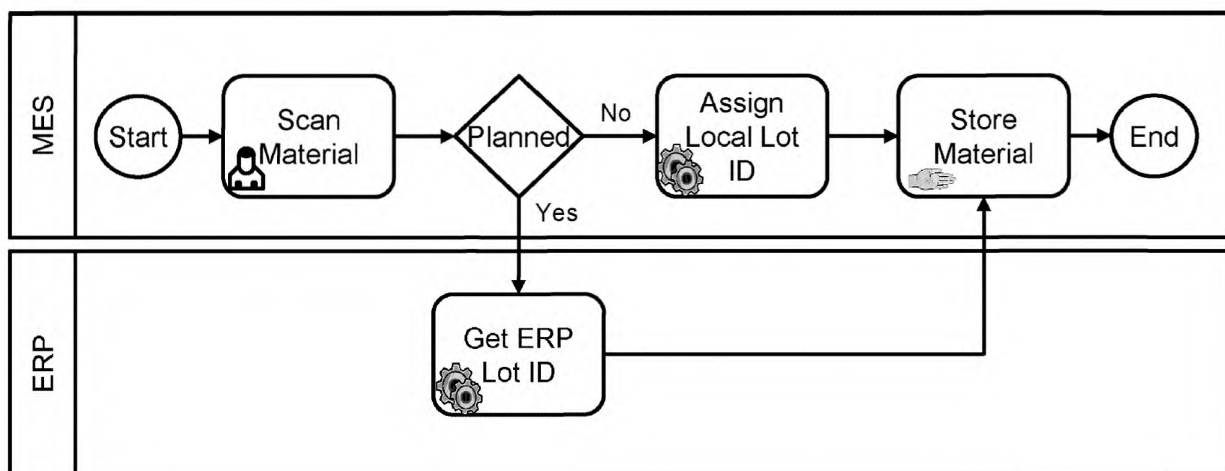 MES
Start
Scan
Material
Planned
No
Yes
Assign
Local Lot
ID
Store
Material
End
ERP
Get ERP
Lot ID